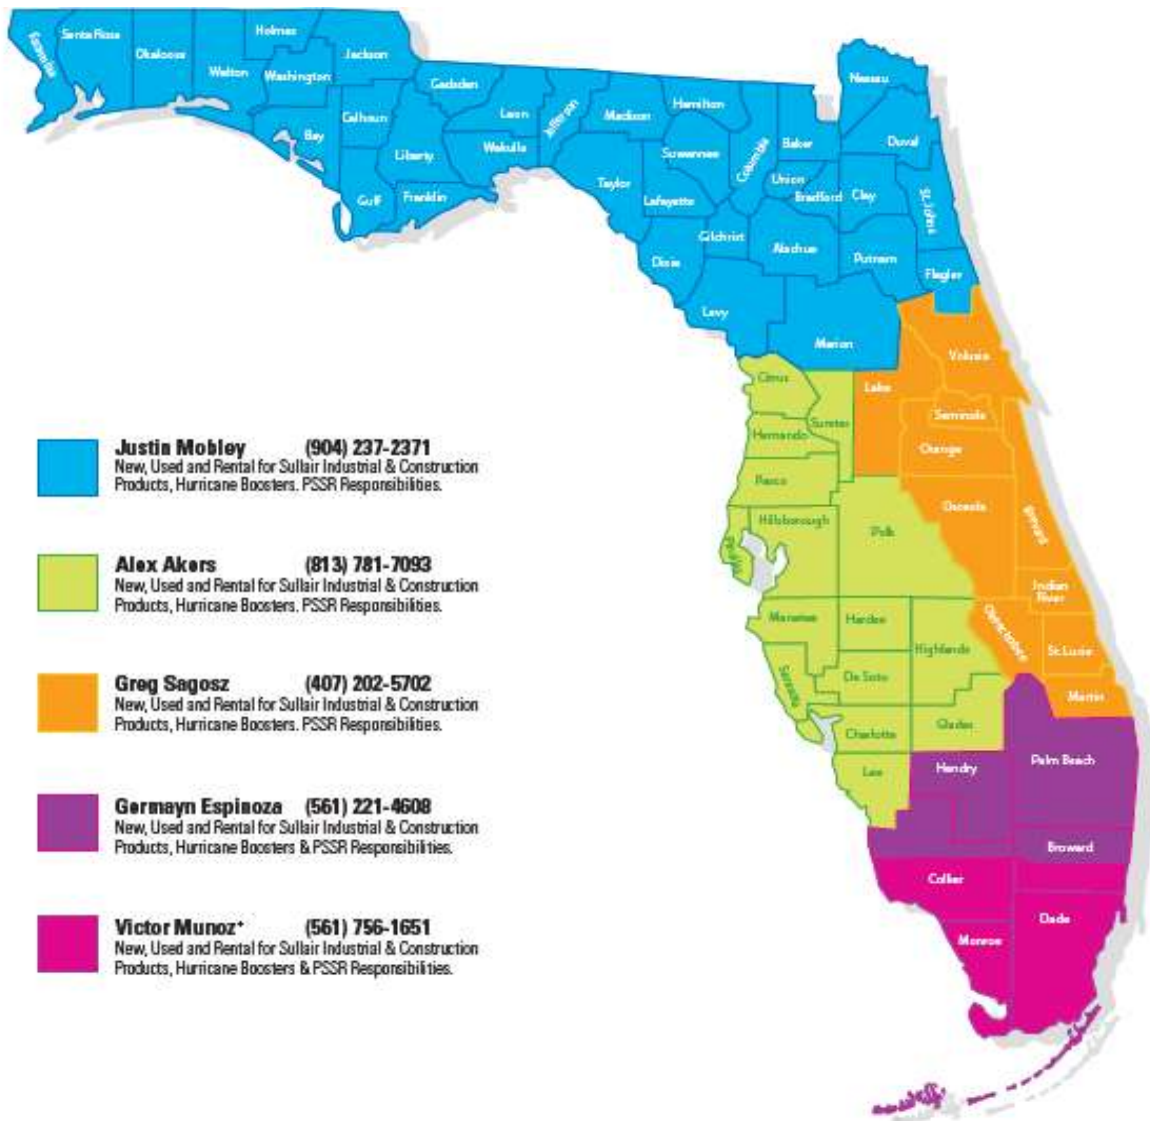 Escambia
Santa Rosa
Okaloosa
Walton
Holmes
Washington
Jackson
Bay
Calhoun
Gulf
Liberty
Gadsden
Franklin
Leon
Wakulla
Jefferson
Madison
Taylor
Hamilton
Suwannee
Lafayette
Dixie
Columbia
Gilchrist
Levy
Baker
Union
Bradford
Alachua
Marion
Nassau
Duval
Clay
St. Johns
Putnam
Flagler
Citrus
Sumter
Hernando
Pasco
Hillsborough
Pinellas
Polk
Manatee
Hardee
Highlands
Sarasota
De Soto
Charlotte
Glades
Lee
Lake
Volusia
Seminole
Orange
Osceola
Brevard
Indian
River
Okeechobee
St. Lucie
Martin
Hendry
Palm Beach
Broward
Collier
Monroe
Dade
Justin Mobley (904) 237-2371
New, Used and Rental for Sullair Industrial & Construction
Products, Hurricane Boosters. PSSR Responsibilities.
Alex Akers (813) 781-7093
New, Used and Rental for Sullair Industrial & Construction
Products, Hurricane Boosters. PSSR Responsibilities.
Greg Sagosz (407) 202-5702
New, Used and Rental for Sullair Industrial & Construction
Products, Hurricane Boosters. PSSR Responsibilities.
Germayn Espinoza (561) 221-4608
New, Used and Rental for Sullair Industrial & Construction
Products, Hurricane Boosters & PSSR Responsibilities.
Victor Munoz+ (561) 756-1651
New, Used and Rental for Sullair Industrial & Construction
Products, Hurricane Boosters & PSSR Responsibilities.